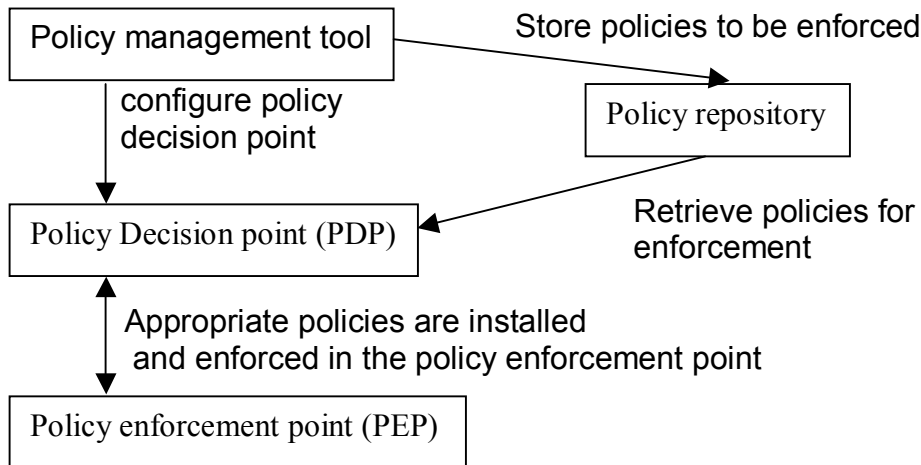 Policy management tool
Store policies to be enforced
configure policy
decision point
Policy repository
Policy Decision point (PDP)
Retrieve policies for
enforcement
Appropriate policies are installed
and enforced in the policy enforcement point
Policy enforcement point (PEP)